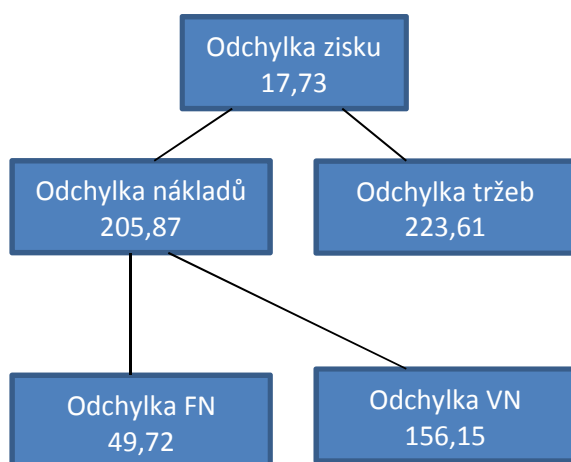 Odchylka zisku
17,73
Odchylka nákladů
205,87
Odchylka tržeb
223,61
Odchylka FN
49,72
Odchylka VN
156,15